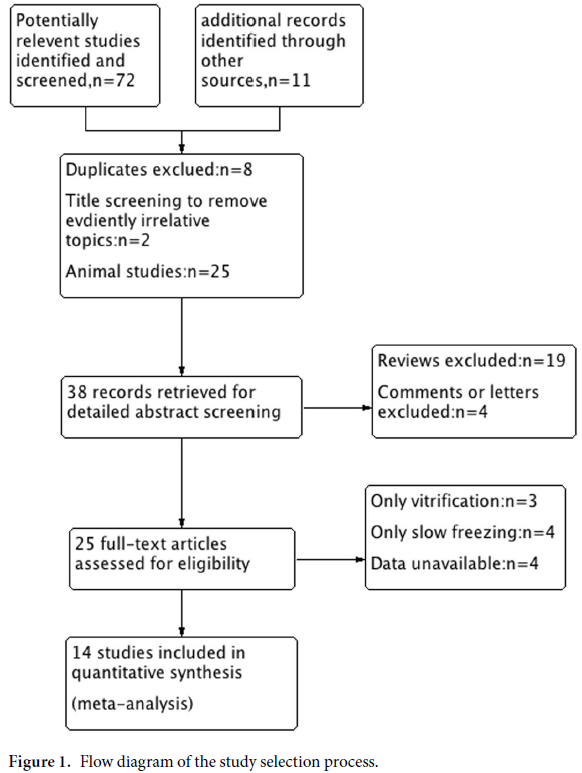 Potentially
relevent studies
identified and
screened,n=72
additional records
identified through
other
sources,n=11
Duplicates exclued:n=8
Title screening to remove
evdiently irrelative
topics:n=2
Animal studies:n=25
38 records retrieved for
detailed abstract screening
Reviews excluded:n=19
Comments or letters
excluded:n=4
25 full-text articles
assessed for eligibility
Only vitrification:n=3
Only slow freezing:n=4
Data unavailable:n=4
14 studies included in
quantitative synthesis
(meta-analysis)
Figure 1. Flow diagram of the study selection process.